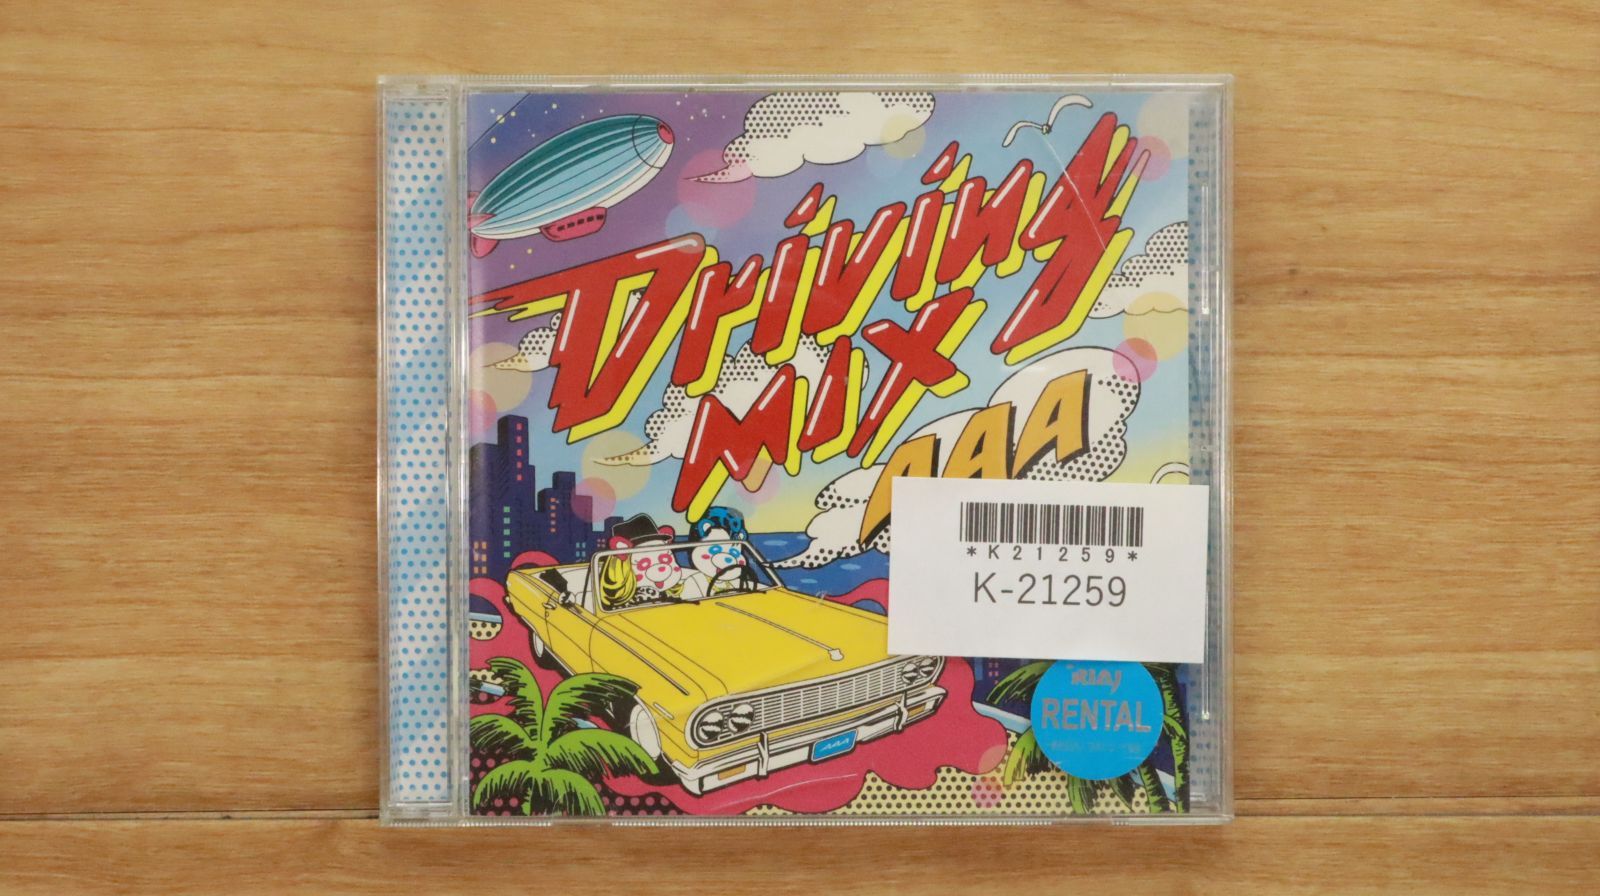 Driving
MIX
AAA
*K21259*
K-21259
RIAJ
RENTAL
AAA